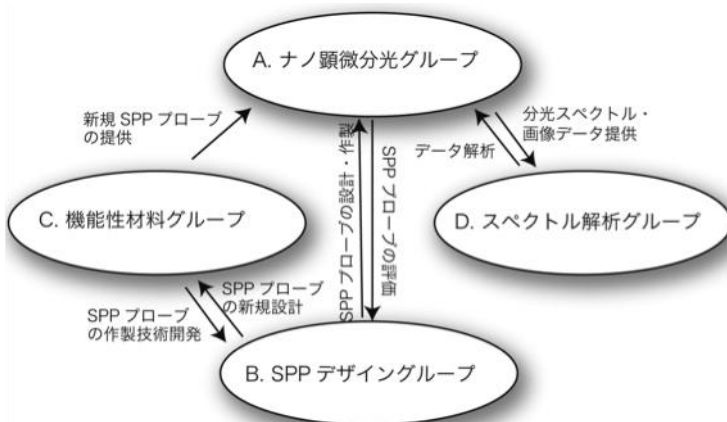 A. ナノ顕微分光グループ
新規 SPP プローブ
の提供
分光スペクトル・
画像データ提供
データ解析
SPP プローブの設計・作製
SPP プローブの評価
C. 機能性材料グループ
D. スペクトル解析グループ
SPP プローブ
の新規設計
SPP プローブ
の作製技術開発
B. SPP デザイングループ